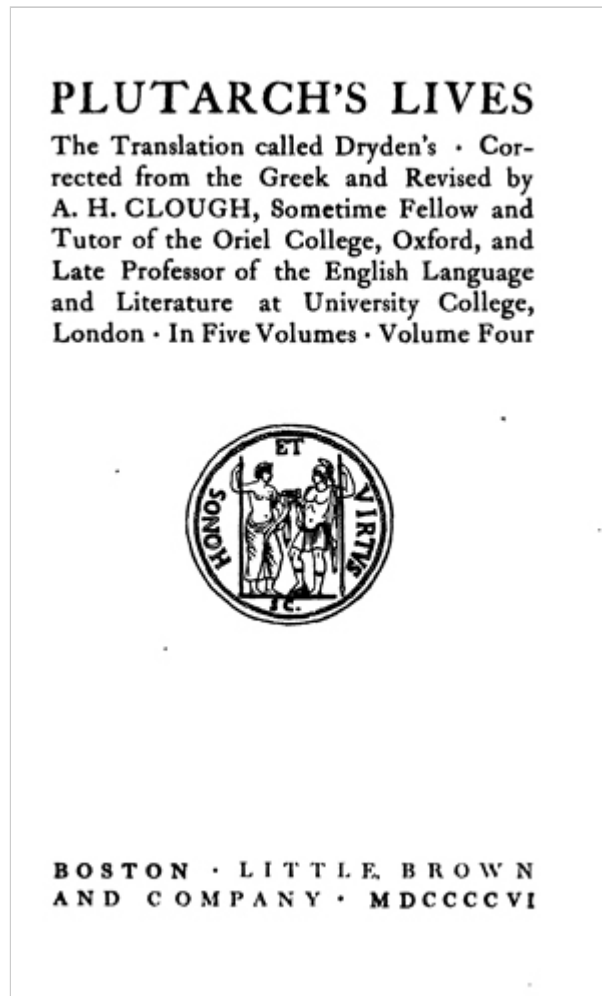 PLUTARCH'S LIVES
The Translation called Dryden's · Cor-
rected from the Greek and Revised by
A. H. CLOUGH, Sometime Fellow and
Tutor of the Oriel College, Oxford, and
Late Professor of the English Language
and Literature at University College,
London · In Five Volumes · Volume Four
HONOS ET VIRTVS
SC.
BOSTON · LITTLE, BROWN
AND COMPANY · MDCCCCVI